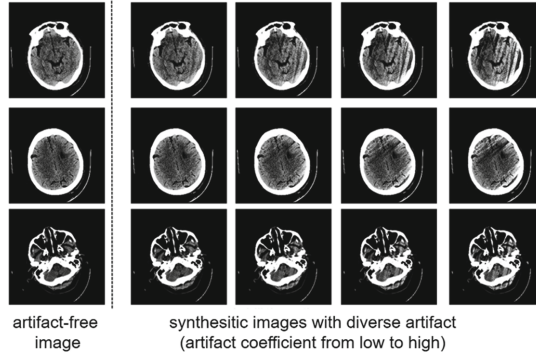 artifact-free
image
synthesitic images with diverse artifact
(artifact coefficient from low to high)